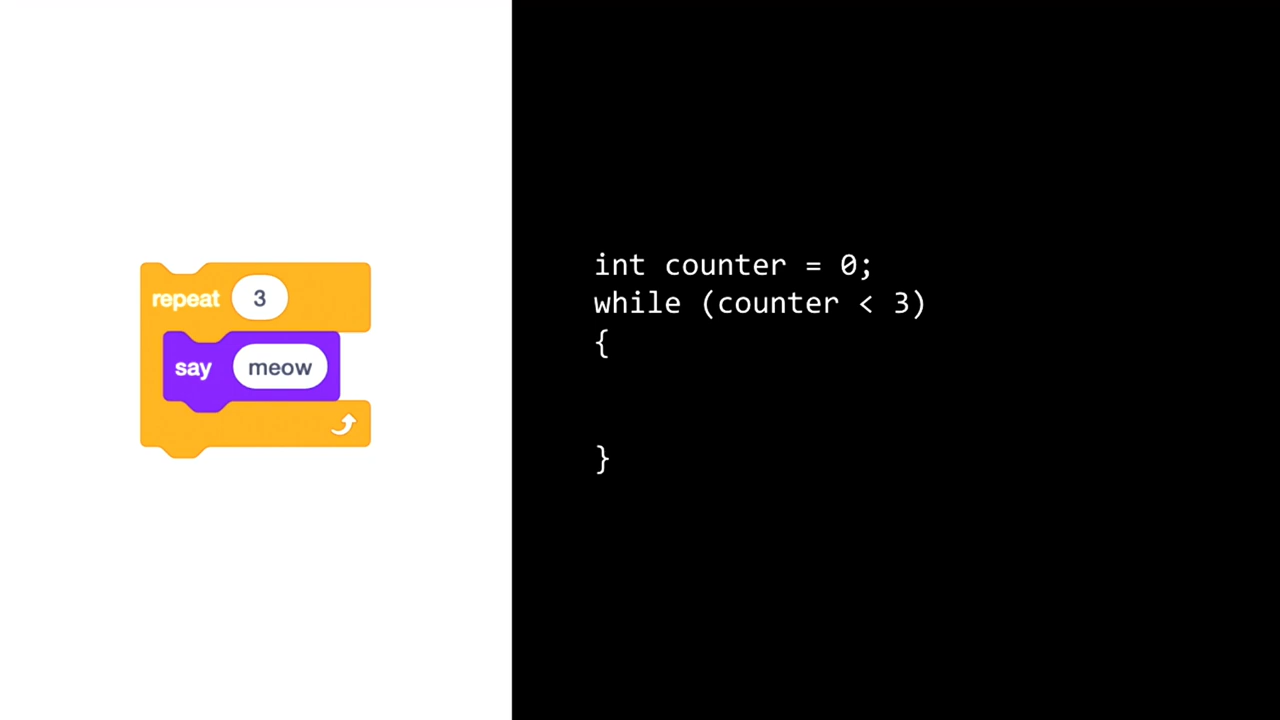 repeat 3
say meow
int counter = 0;
while (counter < 3)
{
}